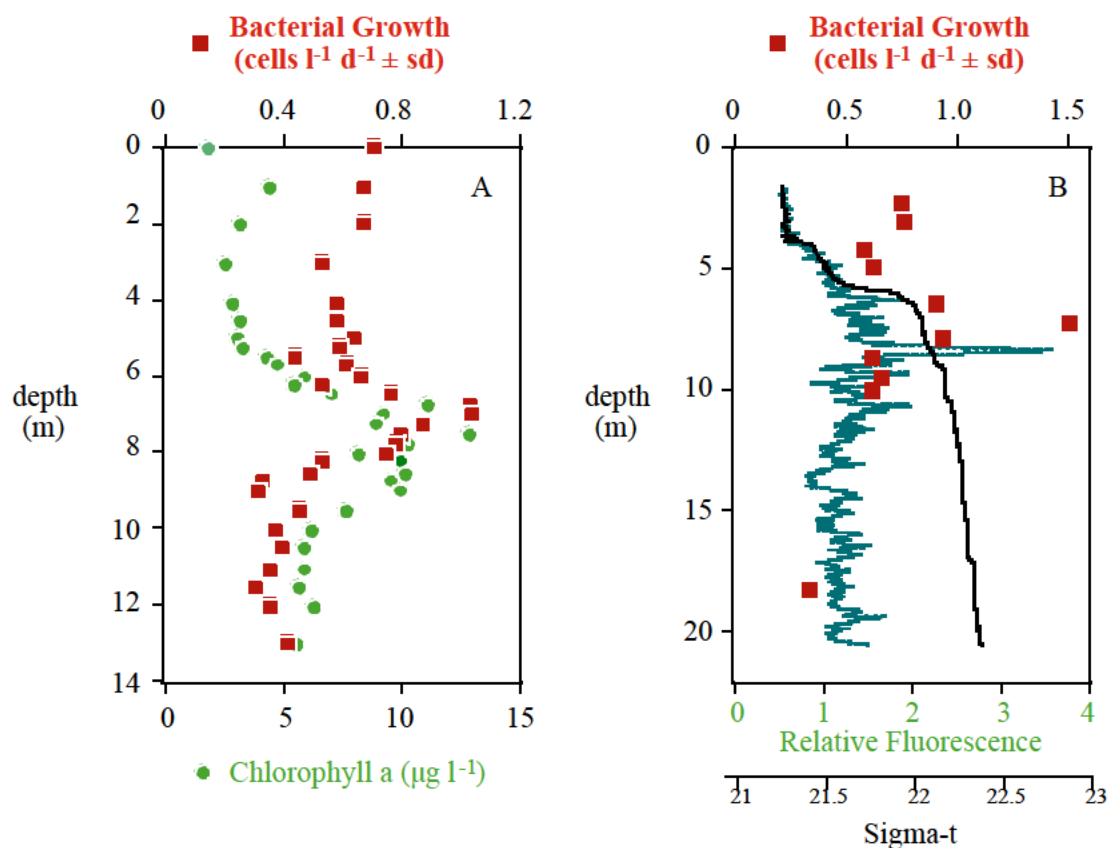 Bacterial Growth
(cells l⁻¹ d⁻¹ ± sd)
0 0.4 0.8 1.2
A
0
2
4
6
8
10
12
14
depth
(m)
0 5 10 15
Chlorophyll a (µg l⁻¹)
Bacterial Growth
(cells l⁻¹ d⁻¹ ± sd)
0 0.5 1.0 1.5
B
0
5
10
15
20
depth
(m)
0 1 2 3 4
Relative Fluorescence
21 21.5 22 22.5 23
Sigma-t